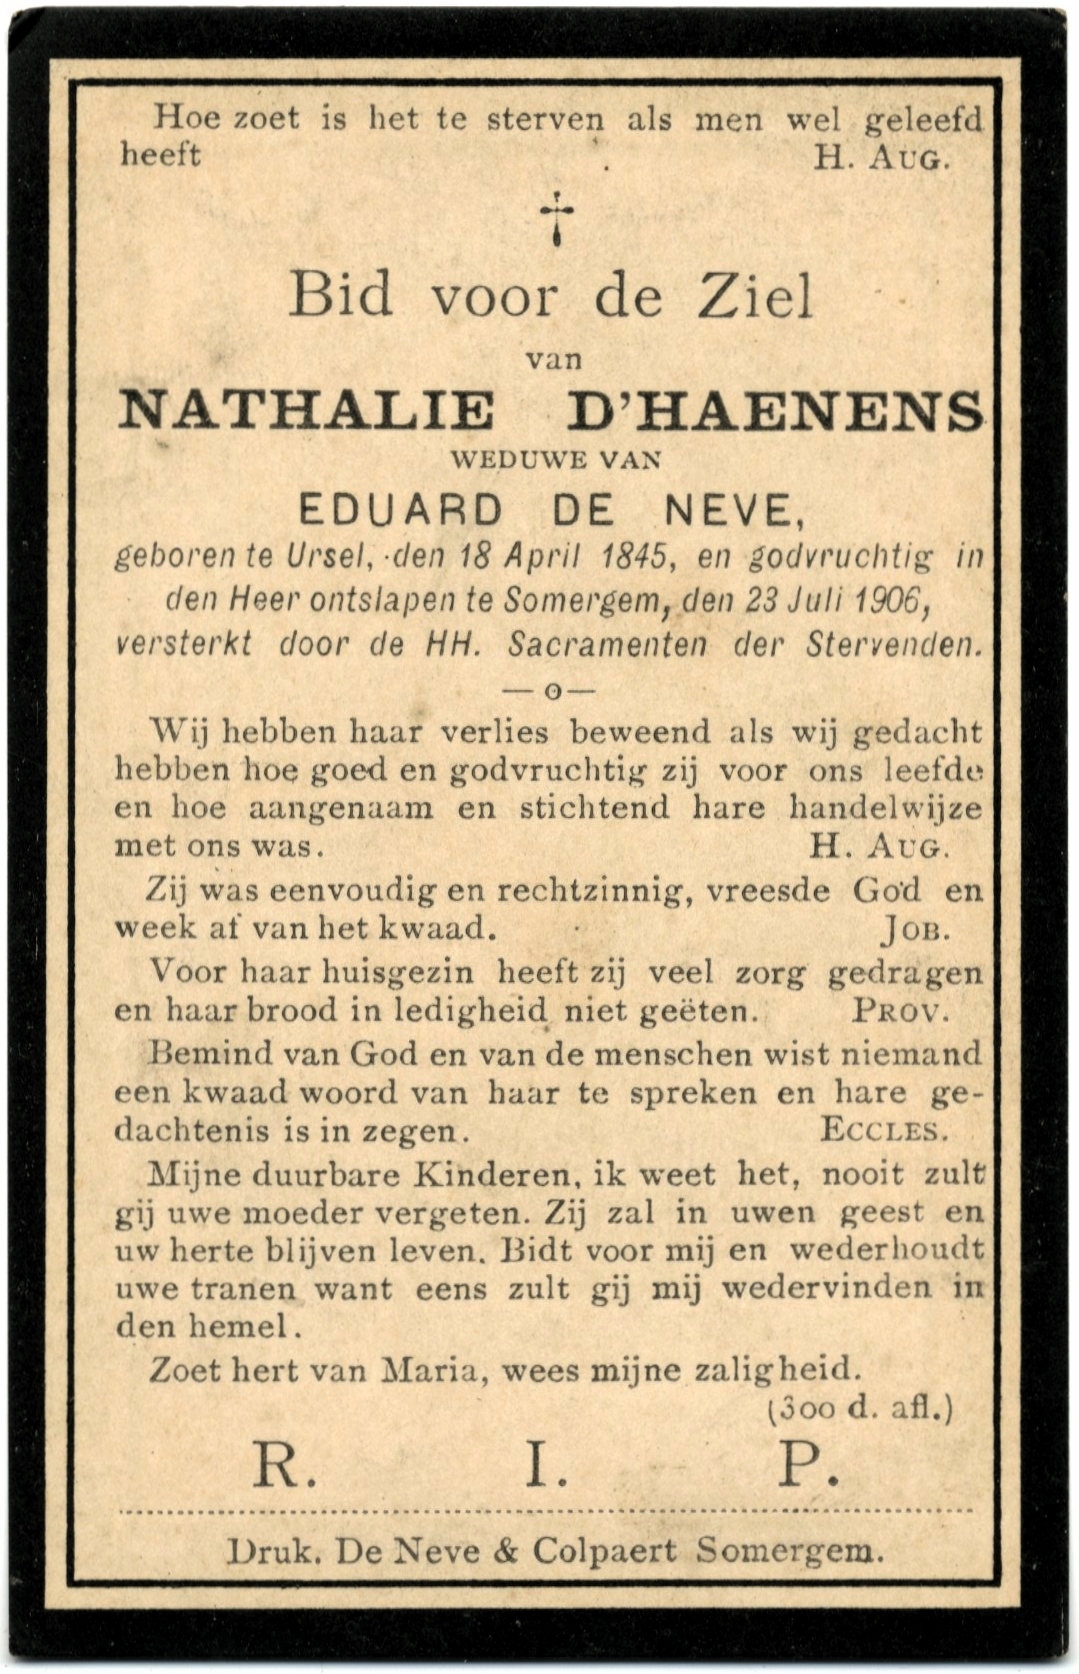 Hoe zoet is het te sterven als men wel geleefd
heeft H. Aug.
Bid voor de Ziel
van
NATHALIE D'HAENENS
WEDUWE VAN
EDUARD DE NEVE,
geboren te Ursel, den 18 April 1845, en godvruchtig in
den Heer ontslapen te Somergem, den 23 Juli 1906,
versterkt door de HH. Sacramenten der Stervenden.
—o—
Wij hebben haar verlies beweend als wij gedacht
hebben hoe goed en godvruchtig zij voor ons leefde
en hoe aangenaam en stichtend hare handelwijze
met ons was. H. Aug.
Zij was eenvoudig en rechtzinnig, vreesde God en
week af van het kwaad. Job.
Voor haar huisgezin heeft zij veel zorg gedragen
en haar brood in ledigheid niet geëten. Prov.
Bemind van God en van de menschen wist niemand
een kwaad woord van haar te spreken en hare ge-
dachtenis is in zegen. Eccles.
Mijne duurbare Kinderen, ik weet het, nooit zult
gij uwe moeder vergeten. Zij zal in uwen geest en
uw herte blijven leven. Bidt voor mij en wederhoudt
uwe tranen want eens zult gij mij wedervinden in
den hemel.
Zoet hert van Maria, wees mijne zaligheid.
(300 d. afl.)
R. I. P.
Druk. De Neve & Colpaert Somergem.